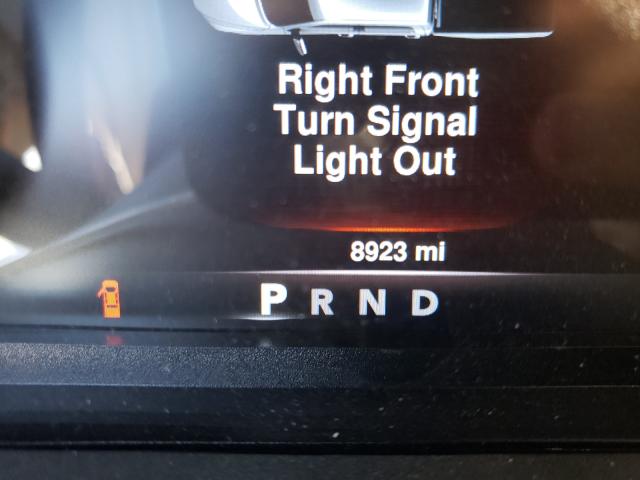 Right Front
Turn Signal
Light Out
8923 mi
P R N D